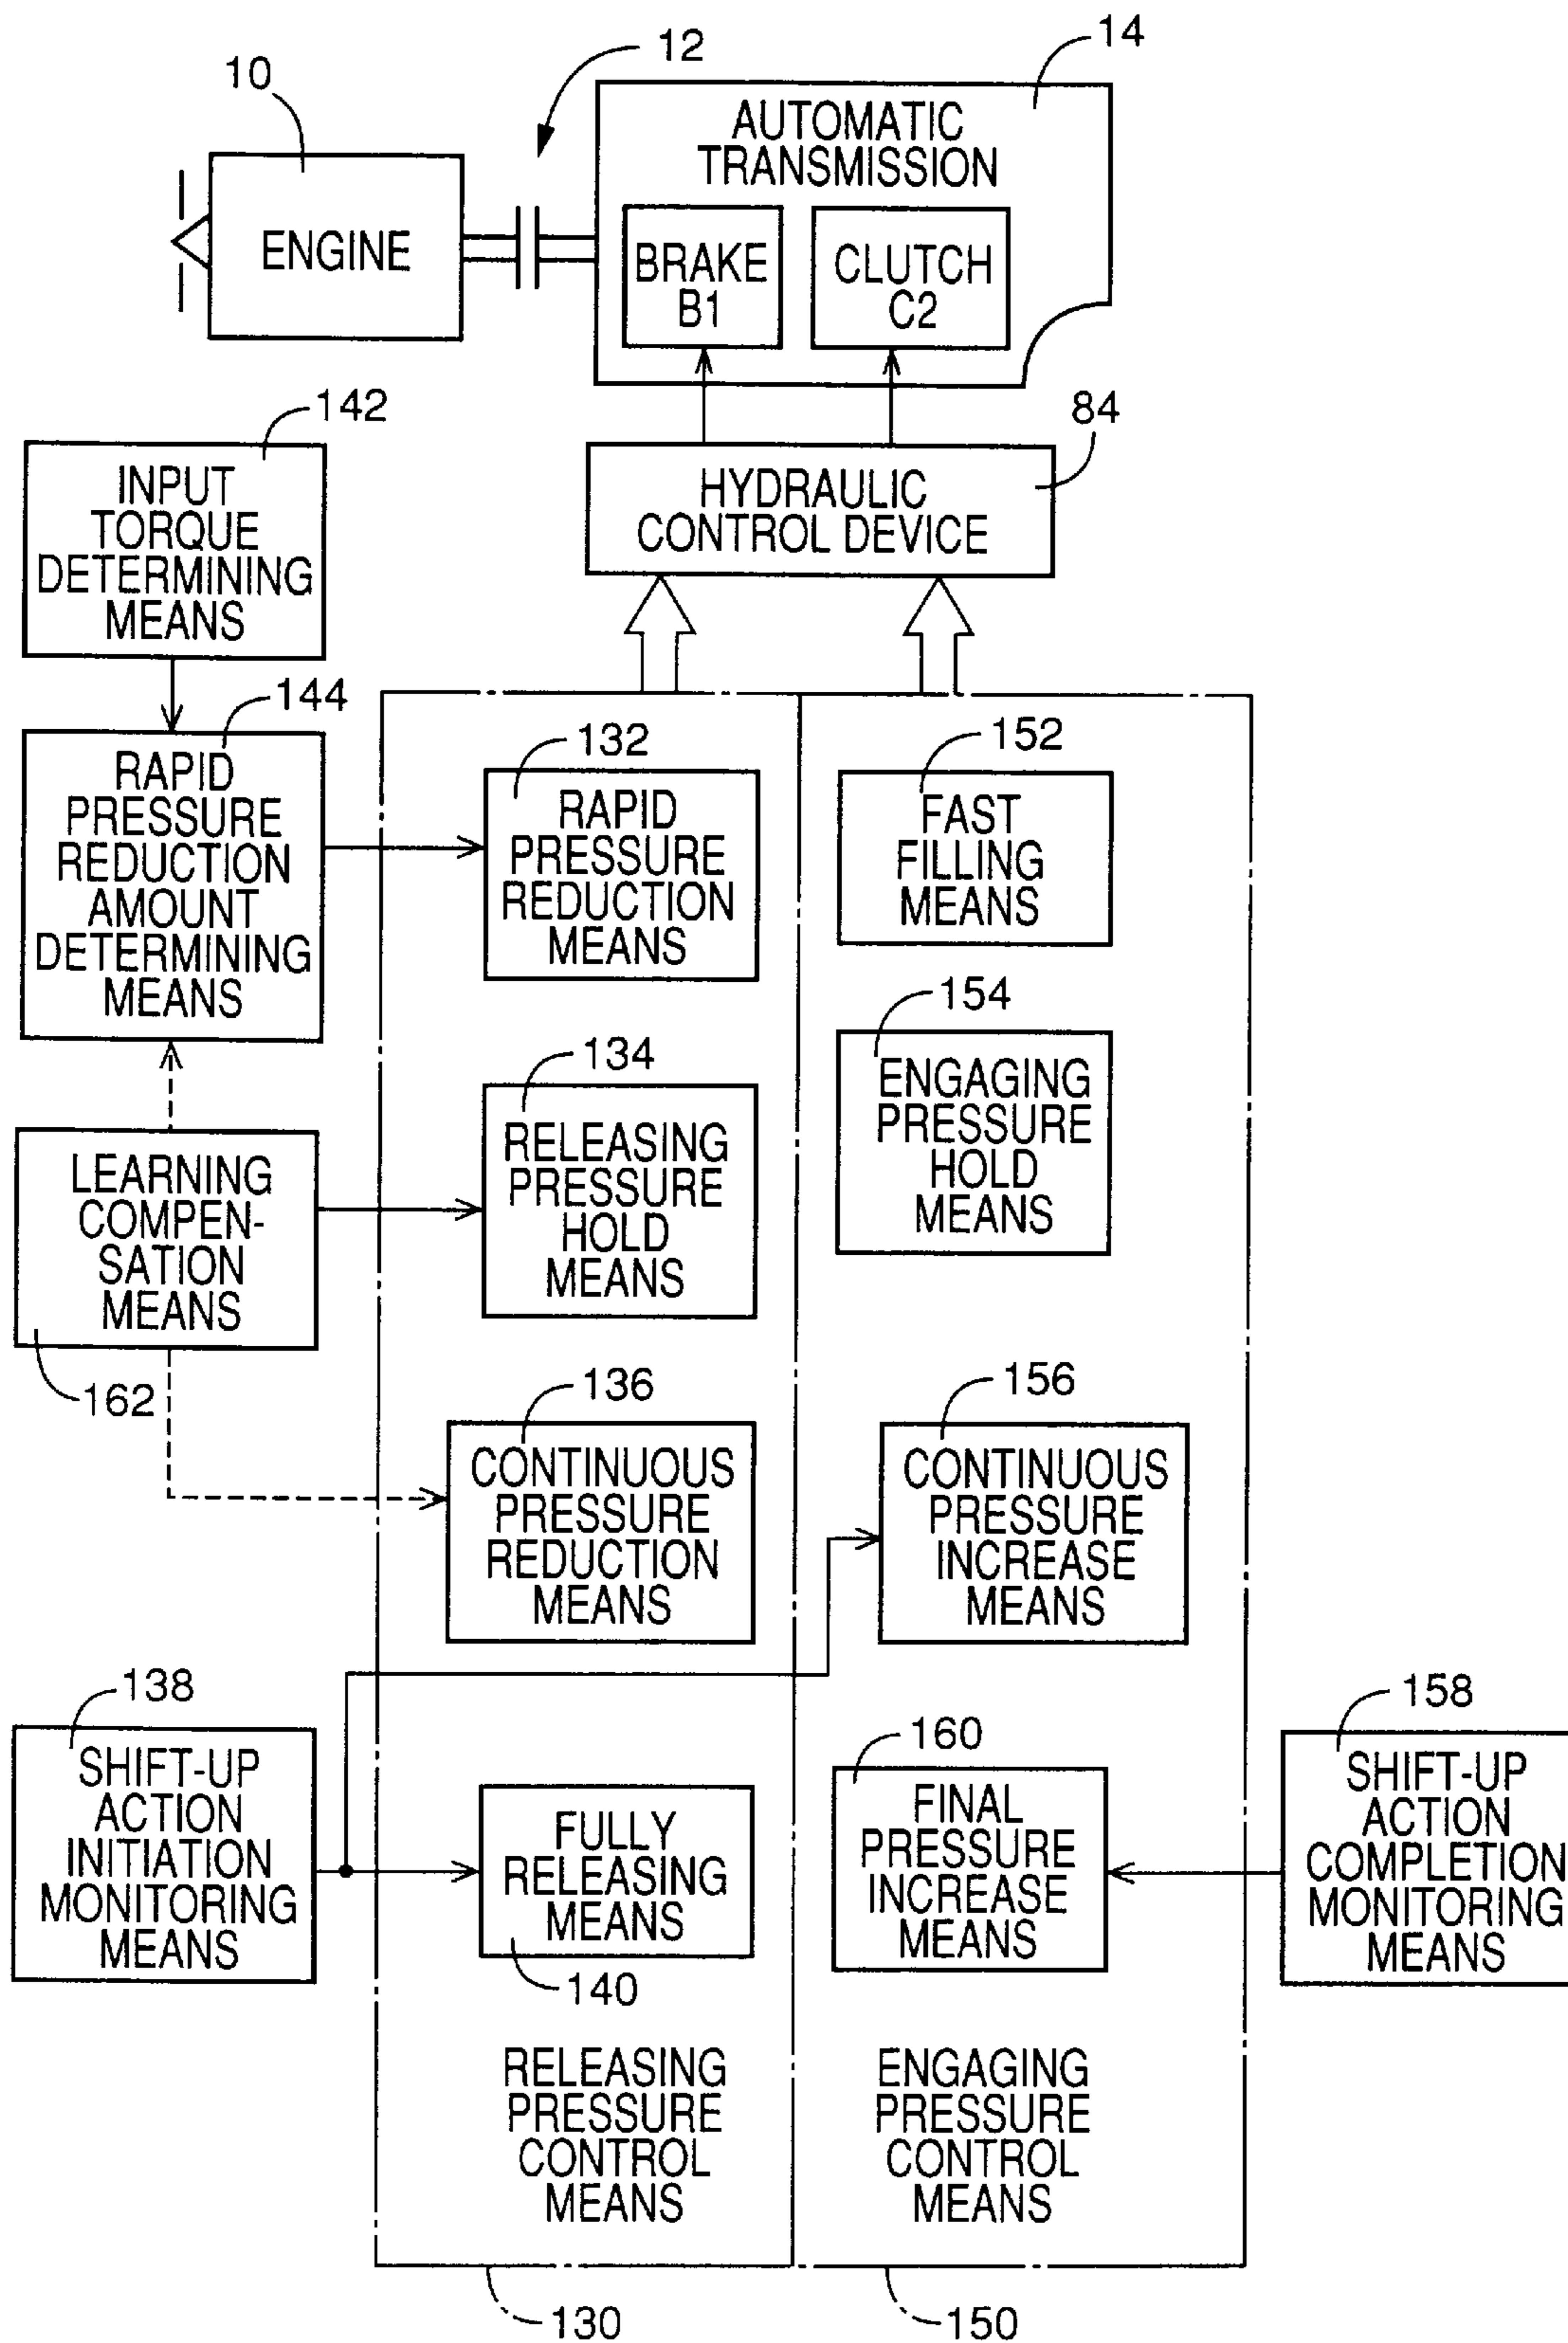 12
14
10
AUTOMATIC
TRANSMISSION
ENGINE
BRAKE
B1
CLUTCH
C2
142
84
INPUT
TORQUE
DETERMINING
MEANS
HYDRAULIC
CONTROL DEVICE
144
RAPID
PRESSURE
REDUCTION
AMOUNT
DETERMINING
MEANS
132
RAPID
PRESSURE
REDUCTION
MEANS
152
FAST
FILLING
MEANS
154
ENGAGING
PRESSURE
HOLD
MEANS
134
RELEASING
PRESSURE
HOLD
MEANS
LEARNING
COMPEN-
SATION
MEANS
162
136
CONTINUOUS
PRESSURE
REDUCTION
MEANS
156
CONTINUOUS
PRESSURE
INCREASE
MEANS
138
SHIFT-UP
ACTION
INITIATION
MONITORING
MEANS
FULLY
RELEASING
MEANS
140
160
FINAL
PRESSURE
INCREASE
MEANS
158
SHIFT-UP
ACTION
COMPLETION
MONITORING
MEANS
RELEASING
PRESSURE
CONTROL
MEANS
ENGAGING
PRESSURE
CONTROL
MEANS
130
150